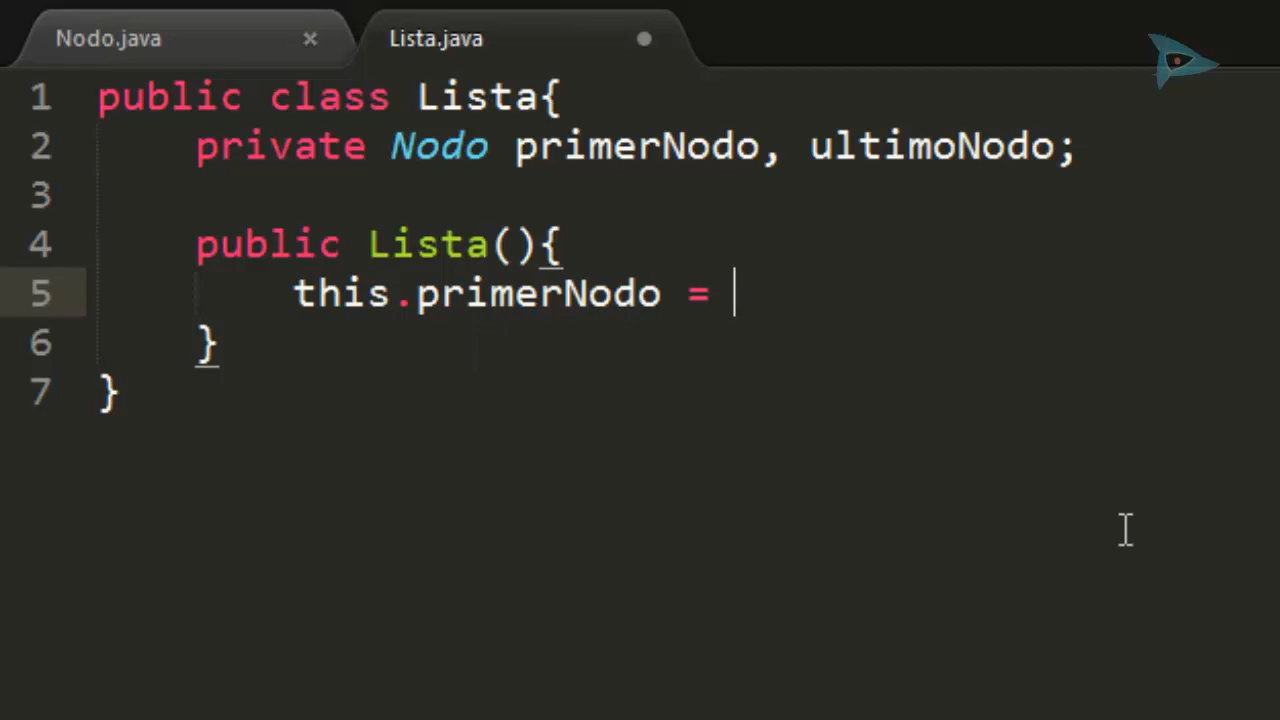 Nodo.java × Lista.java
1 public class Lista{
2 private Nodo primerNodo, ultimoNodo;
3
4 public Lista(){
5 this.primerNodo =
6 }
7 }